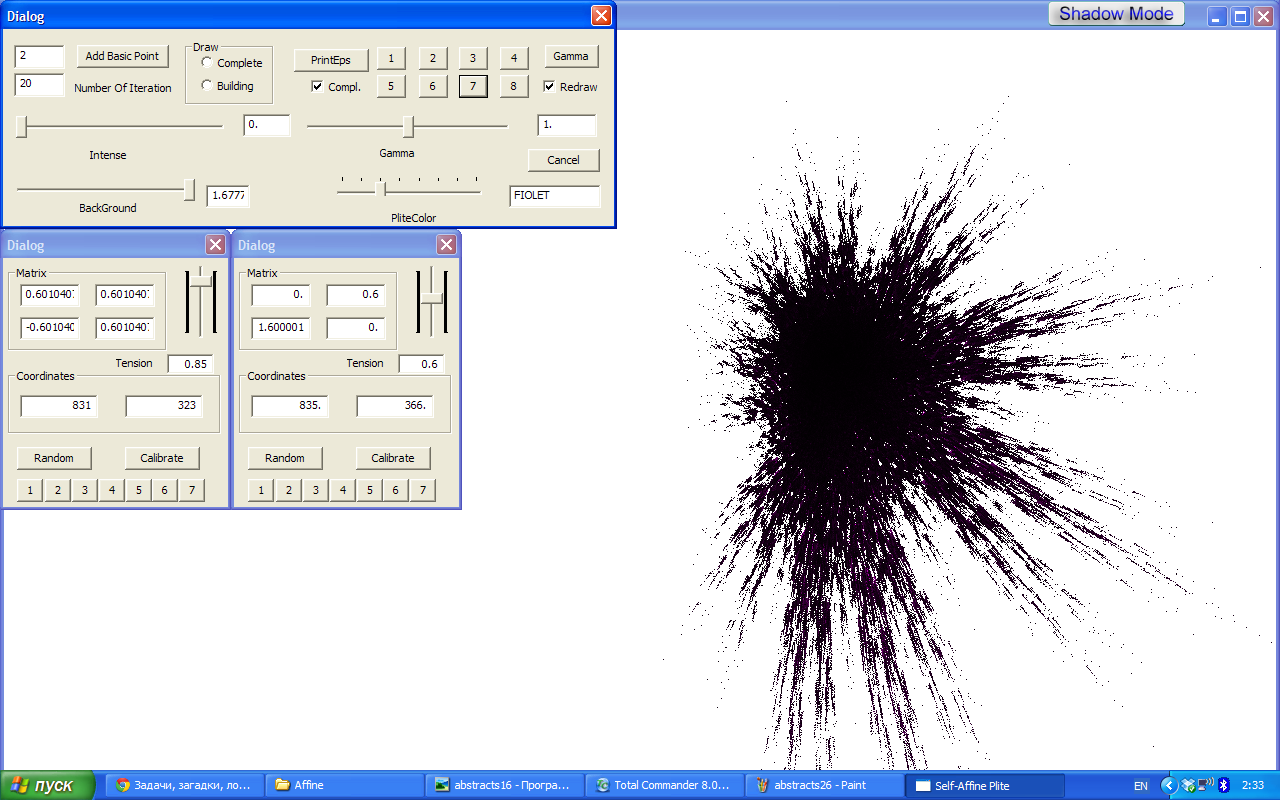 Dialog
Shadow Mode
2
Add Basic Point
Draw
Complete
Building
PrintEps
1 2 3 4
Gamma
20
Number Of Iteration
Compl.
5 6 7 8
Redraw
0.
1.
Intense
Gamma
Cancel
1.6777
FIOLET
BackGround
PliteColor
Dialog
Matrix
0.601040
0.601040
-0.601040
0.601040
Tension
0.85
Coordinates
831
323
Random
Calibrate
1 2 3 4 5 6 7
Dialog
Matrix
0.
0.6
1.600001
0.
Tension
0.6
Coordinates
835.
366.
Random
Calibrate
1 2 3 4 5 6 7
пуск
Задачи, загадки, ло...
Affine
abstracts16 - Програ...
Total Commander 8.0...
abstracts26 - Paint
Self-Affine Plite
EN
2:33